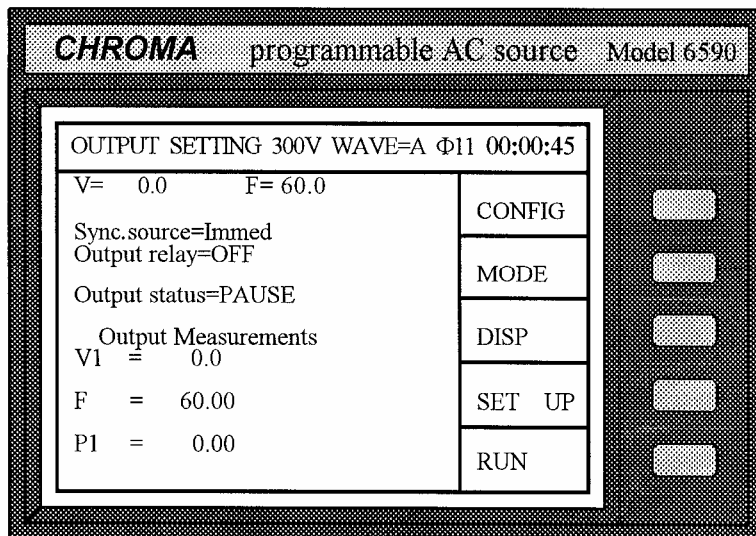 CHROMA programmable AC source Model 6590
OUTPUT SETTING 300V WAVE=A Φ11 00:00:45
V= 0.0 F= 60.0
Sync.source=Immed
Output relay=OFF
Output status=PAUSE
Output Measurements
V1 = 0.0
F = 60.00
P1 = 0.00
CONFIG
MODE
DISP
SET UP
RUN